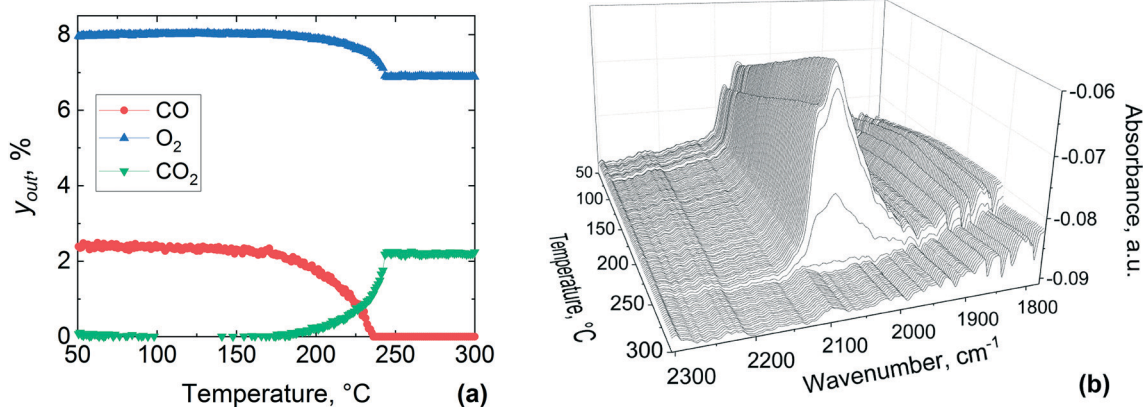 8
6
4
2
0
y_out, %
CO
O₂
CO₂
50 100 150 200 250 300
Temperature, °C
(a)
-0.06
-0.07
-0.08
-0.09
Absorbance, a.u.
50
100
150
200
250
300
Temperature, °C
2300 2200 2100 2000 1900 1800
Wavenumber, cm⁻¹
(b)